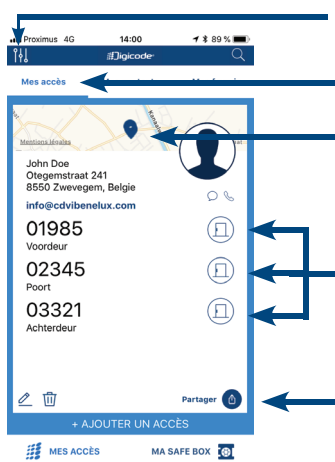 Proximus 4G 14:00 89 %
#Digicode®
Mes accès
Mentions légales
John Doe
Otegemstraat 241
8550 Zwevegem, Belgie
info@cdvibenelux.com
01985
Voordeur
02345
Poort
03321
Achterdeur
Partager
+ AJOUTER UN ACCÈS
MES ACCÈS MA SAFE BOX